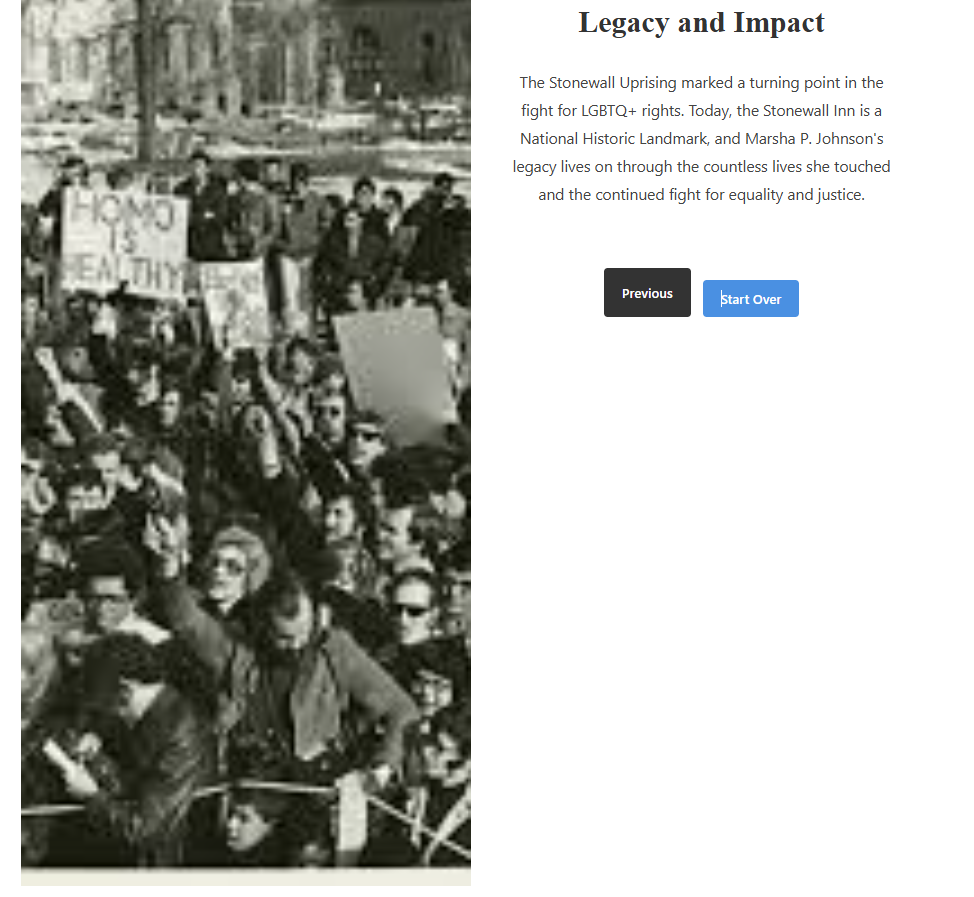 Legacy and Impact
The Stonewall Uprising marked a turning point in the
fight for LGBTQ+ rights. Today, the Stonewall Inn is a
National Historic Landmark, and Marsha P. Johnson's
legacy lives on through the countless lives she touched
and the continued fight for equality and justice.
Previous
Start Over
HOMO
IS
HEALTHY